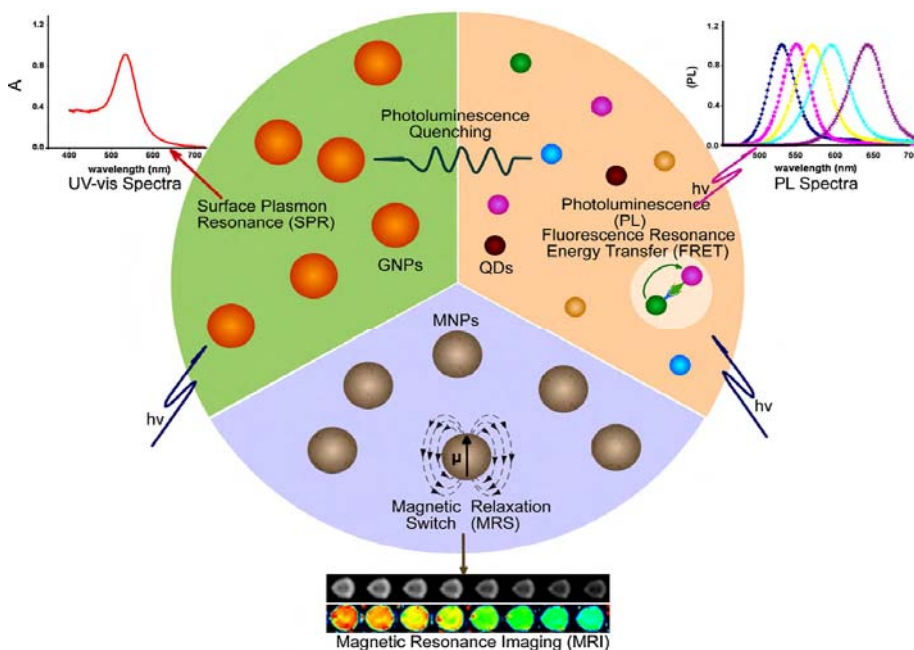 1.2
0.8
0.4
0.0
A
400
500
600
700
wavelength (nm)
UV-vis Spectra
Surface Plasmon
Resonance (SPR)
GNPs
hν
Photoluminescence
Quenching
QDs
Photoluminescence
(PL)
Fluorescence Resonance
Energy Transfer (FRET)
1.2
0.8
0.4
0.0
(PL)
500
550
600
650
wavelength (nm)
PL Spectra
hν
hν
MNPs
μ
Magnetic Relaxation
Switch (MRS)
Magnetic Resonance Imaging (MRI)